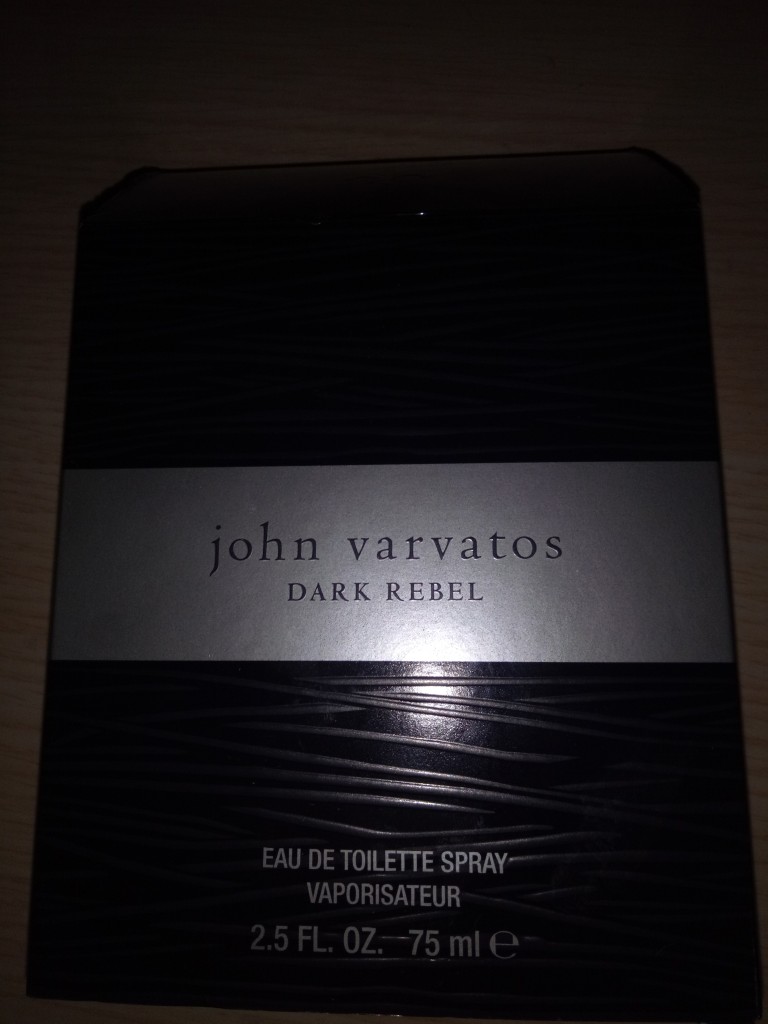 john varvatos
DARK REBEL
EAU DE TOILETTE SPRAY
VAPORISATEUR
2.5 FL. OZ. 75 ml ℮